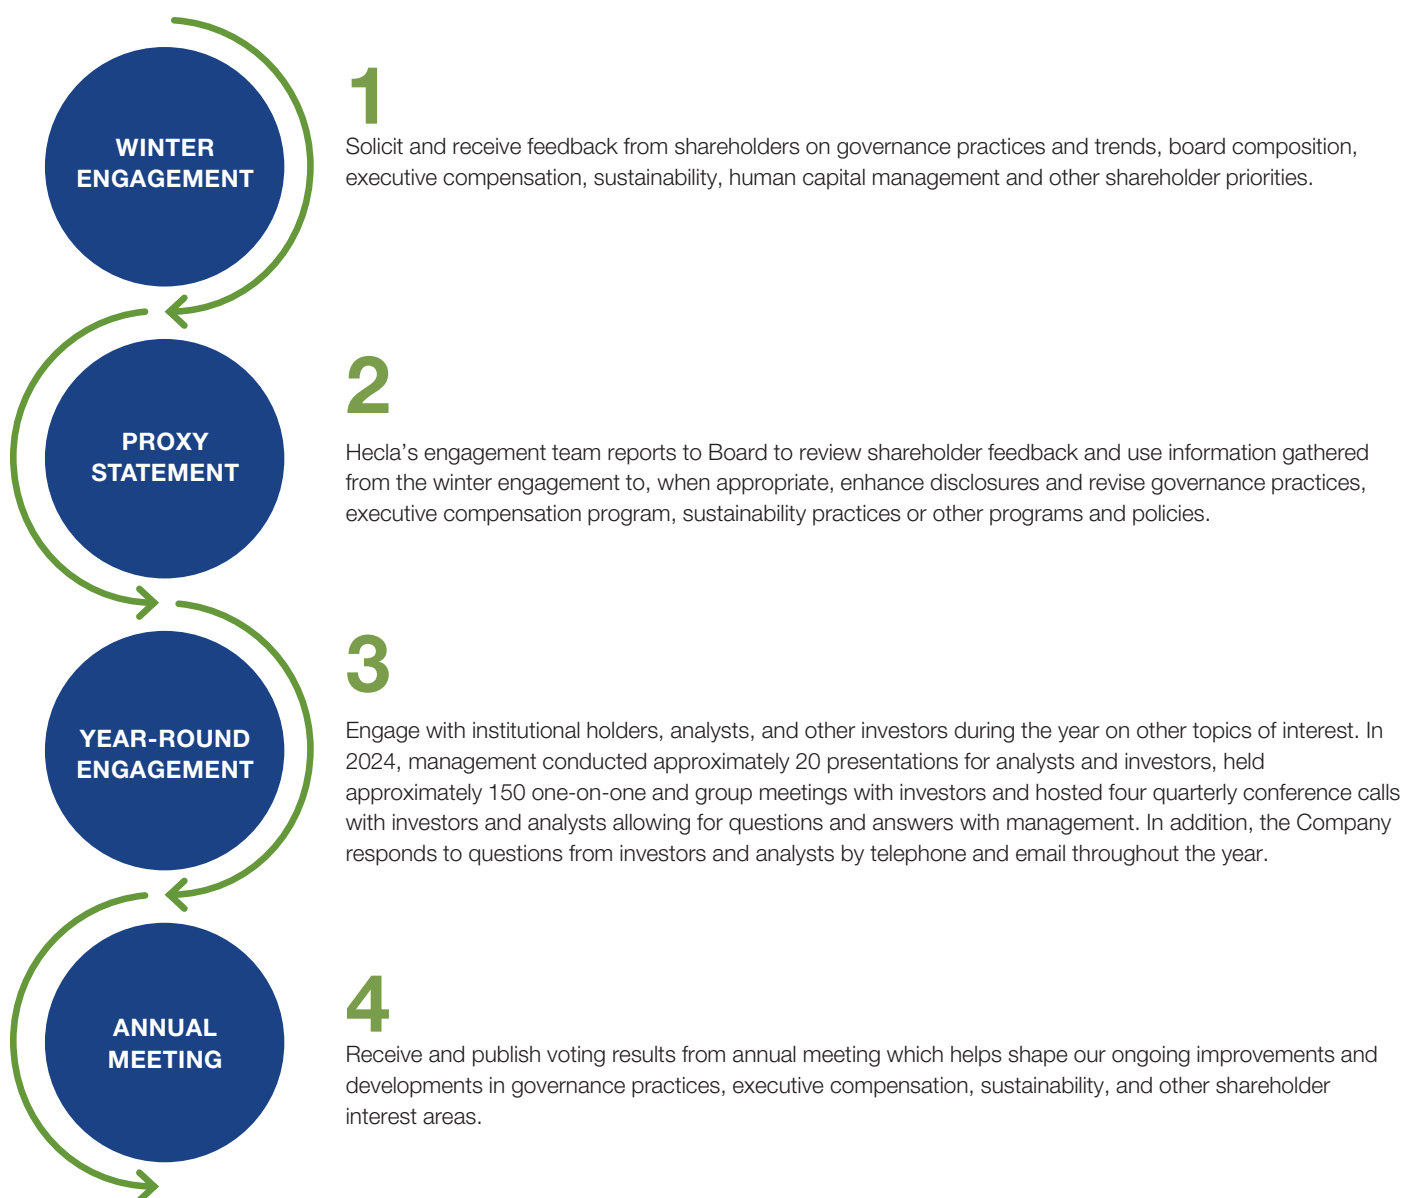 WINTER
ENGAGEMENT
1
Solicit and receive feedback from shareholders on governance practices and trends, board composition,
executive compensation, sustainability, human capital management and other shareholder priorities.
PROXY
STATEMENT
2
Hecla’s engagement team reports to Board to review shareholder feedback and use information gathered
from the winter engagement to, when appropriate, enhance disclosures and revise governance practices,
executive compensation program, sustainability practices or other programs and policies.
YEAR-ROUND
ENGAGEMENT
3
Engage with institutional holders, analysts, and other investors during the year on other topics of interest. In
2024, management conducted approximately 20 presentations for analysts and investors, held
approximately 150 one-on-one and group meetings with investors and hosted four quarterly conference calls
with investors and analysts allowing for questions and answers with management. In addition, the Company
responds to questions from investors and analysts by telephone and email throughout the year.
ANNUAL
MEETING
4
Receive and publish voting results from annual meeting which helps shape our ongoing improvements and
developments in governance practices, executive compensation, sustainability, and other shareholder
interest areas.